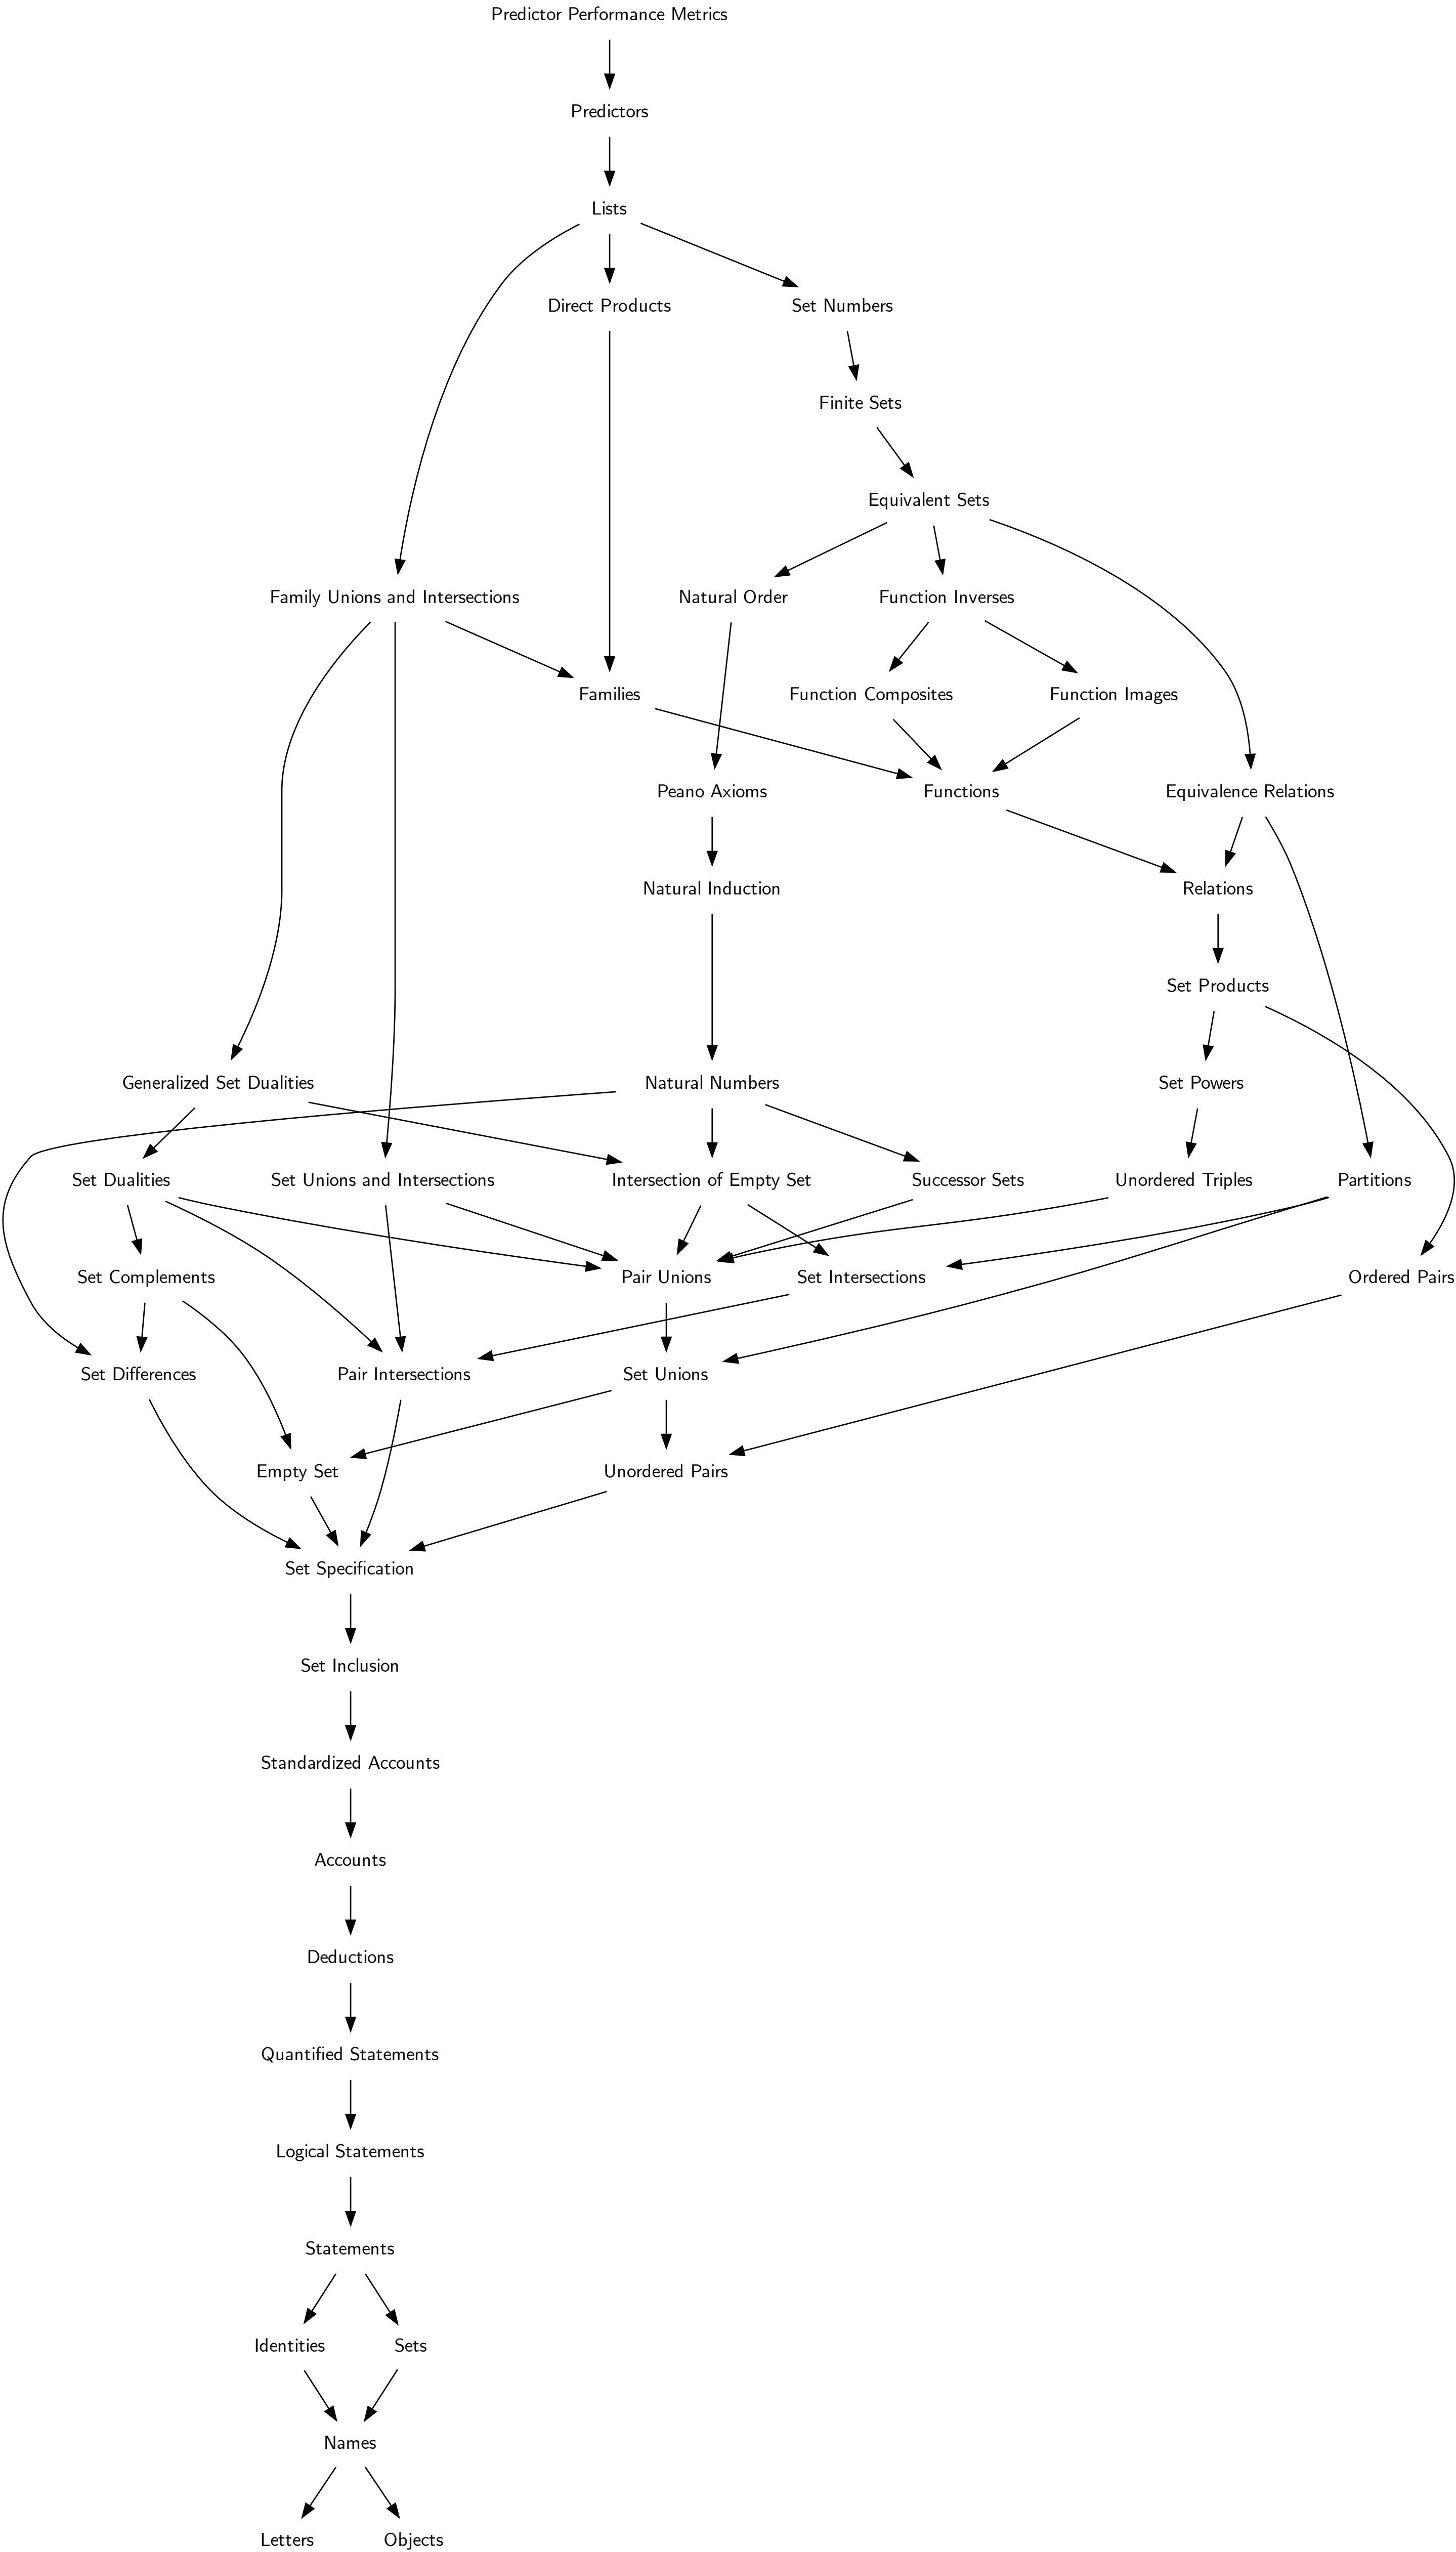 Predictor Performance Metrics
Predictors
Lists
Direct Products
Set Numbers
Finite Sets
Equivalent Sets
Family Unions and Intersections
Natural Order
Function Inverses
Families
Function Composites
Function Images
Peano Axioms
Functions
Equivalence Relations
Natural Induction
Relations
Set Products
Generalized Set Dualities
Natural Numbers
Set Powers
Set Dualities
Set Unions and Intersections
Intersection of Empty Set
Successor Sets
Unordered Triples
Partitions
Set Complements
Pair Unions
Set Intersections
Ordered Pairs
Set Differences
Pair Intersections
Set Unions
Empty Set
Unordered Pairs
Set Specification
Set Inclusion
Standardized Accounts
Accounts
Deductions
Quantified Statements
Logical Statements
Statements
Identities
Sets
Names
Letters
Objects